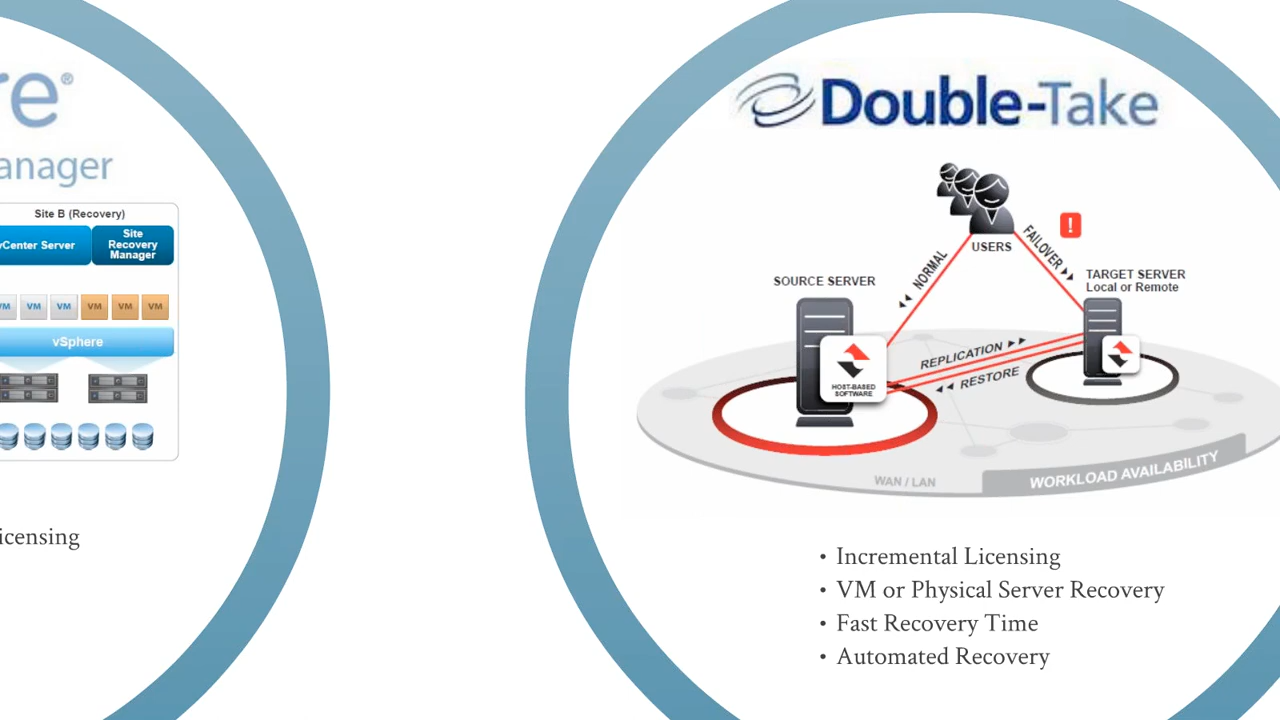 re®
anager
Site B (Recovery)
vCenter Server
Site
Recovery
Manager
VM
VM
VM
VM
VM
VM
vSphere
icensing
Double-Take
USERS
!
NORMAL
FAILOVER
SOURCE SERVER
TARGET SERVER
Local or Remote
HOST-BASED
SOFTWARE
REPLICATION
RESTORE
WAN / LAN
WORKLOAD AVAILABILITY
• Incremental Licensing
• VM or Physical Server Recovery
• Fast Recovery Time
• Automated Recovery